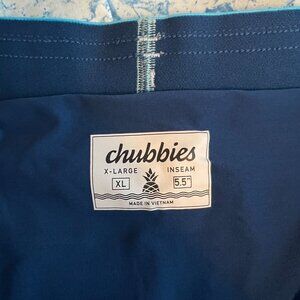 chubbies
X-LARGE INSEAM
XL 5.5"
MADE IN VIETNAM